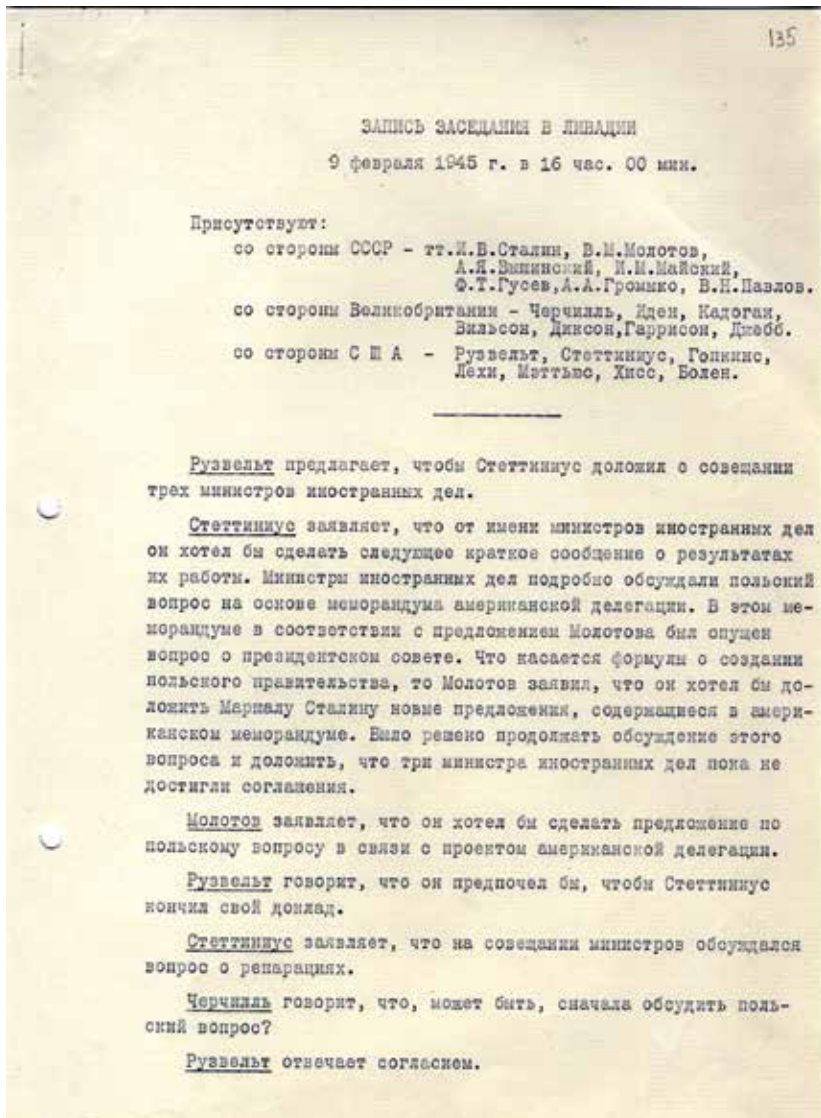 135
ЗАПИСЬ ЗАСЕДАНИЯ В ЛИВАДИИ
9 февраля 1945 г. в 16 час. 00 мин.
Присутствуют:
со стороны СССР - тт.И.В.Сталин, В.М.Молотов,
А.Я.Вышинский, И.М.Майский,
Ф.Т.Гусев,А.А.Громыко, В.Н.Павлов.
со стороны Великобритании - Черчилль, Иден, Кадоган,
Вильсон, Диксон,Гаррисон, Джебб.
со стороны С Ш А - Рузвельт, Стеттиниус, Гопкинс,
Лехи, Мэттьюс, Хисс, Болен.
Рузвельт предлагает, чтобы Стеттиниус доложил о совещании
трех министров иностранных дел.
Стеттиниус заявляет, что от имени министров иностранных дел
он хотел бы сделать следующее краткое сообщение о результатах
их работы. Министры иностранных дел подробно обсуждали польский
вопрос на основе меморандума американской делегации. В этом ме-
морандуме в соответствии с предложением Молотова был опущен
вопрос о президентском совете. Что касается формулы о создании
польского правительства, то Молотов заявил, что он хотел бы до-
ложить Маршалу Сталину новые предложения, содержащиеся в амери-
канском меморандуме. Было решено продолжать обсуждение этого
вопроса и доложить, что три министра иностранных дел пока не
достигли соглашения.
Молотов заявляет, что он хотел бы сделать предложение по
польскому вопросу в связи с проектом американской делегации.
Рузвельт говорит, что он предпочел бы, чтобы Стеттиниус
кончил свой доклад.
Стеттиниус заявляет, что на совещании министров обсуждался
вопрос о репарациях.
Черчилль говорит, что, может быть, сначала обсудить поль-
ский вопрос?
Рузвельт отвечает согласием.